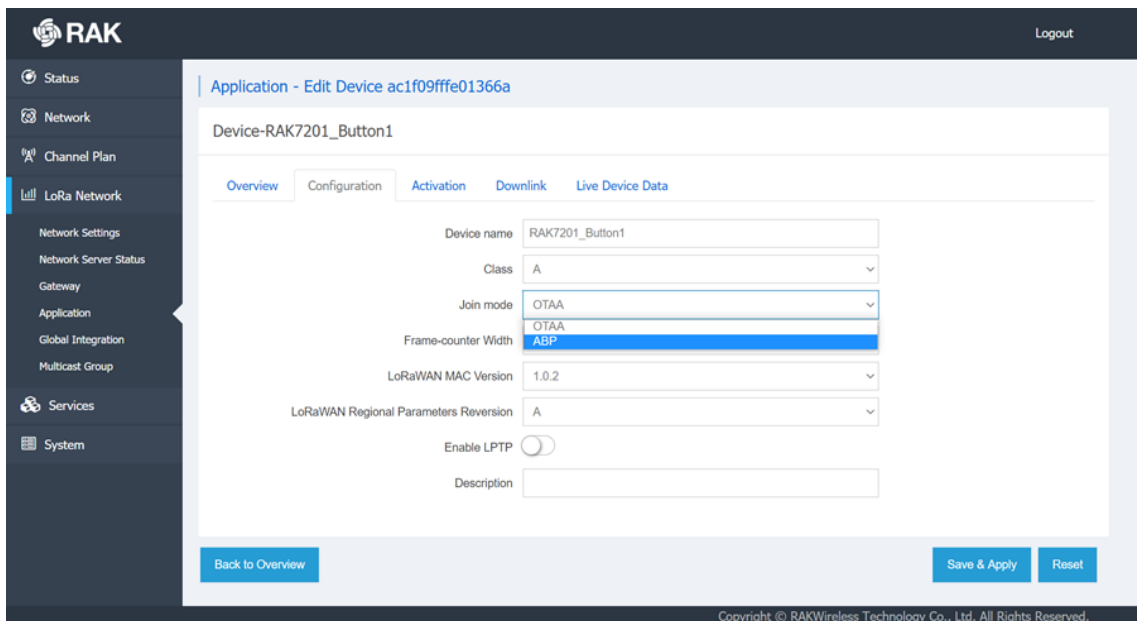 RAK
Logout
Status
Network
Channel Plan
LoRa Network
Network Settings
Network Server Status
Gateway
Application
Global Integration
Multicast Group
Services
System
Application - Edit Device ac1f09fffe01366a
Device-RAK7201_Button1
Overview Configuration Activation Downlink Live Device Data
Device name RAK7201_Button1
Class A
Join mode OTAA
OTAA
Frame-counter Width ABP
LoRaWAN MAC Version 1.0.2
LoRaWAN Regional Parameters Reversion A
Enable LPTP
Description
Back to Overview Save & Apply Reset
Copyright © RAKWireless Technology Co., Ltd. All Rights Reserved.